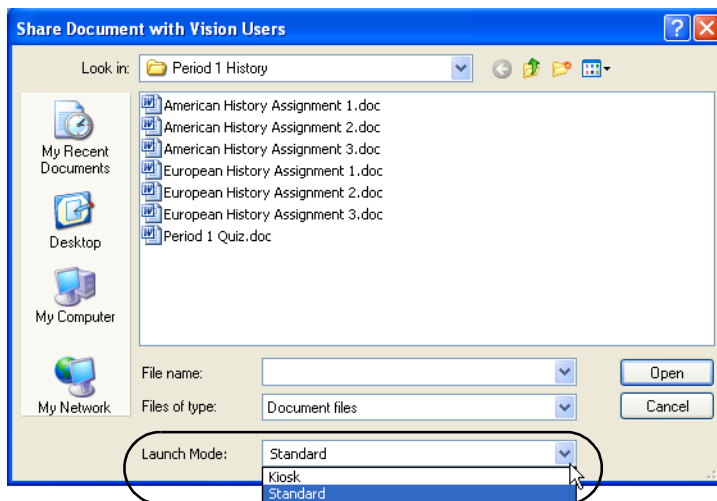 Share Document with Vision Users
Look in:
Period 1 History
My Recent
Documents
Desktop
My Computer
My Network
American History Assignment 1.doc
American History Assignment 2.doc
American History Assignment 3.doc
European History Assignment 1.doc
European History Assignment 2.doc
European History Assignment 3.doc
Period 1 Quiz.doc
File name:
Open
Files of type:
Document files
Cancel
Launch Mode:
Standard
Kiosk
Standard